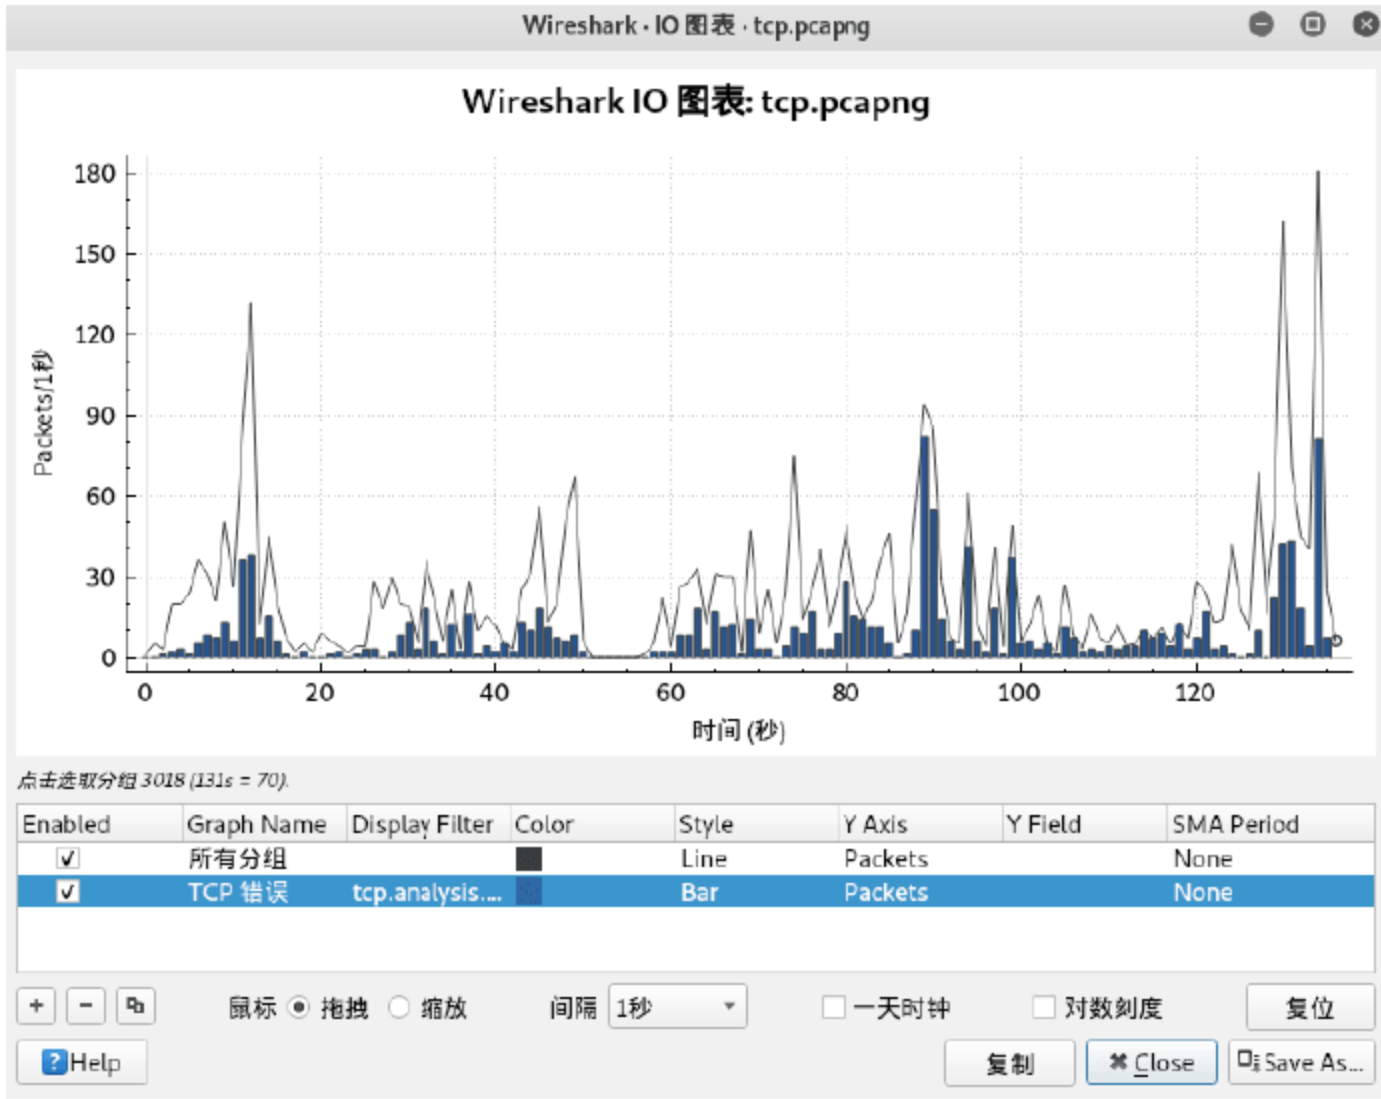 Wireshark · IO 图表 · tcp.pcapng
Wireshark IO 图表: tcp.pcapng
180
150
120
90
60
30
0
Packets/1秒
0 20 40 60 80 100 120
时间 (秒)
点击选取分组 3018 (131s = 70).
Enabled Graph Name Display Filter Color Style Y Axis Y Field SMA Period
所有分组 Line Packets None
TCP 错误 tcp.analysis.... Bar Packets None
+ - 鼠标 拖拽 缩放 间隔 1秒 一天时钟 对数刻度 复位
?Help 复制 Close Save As...